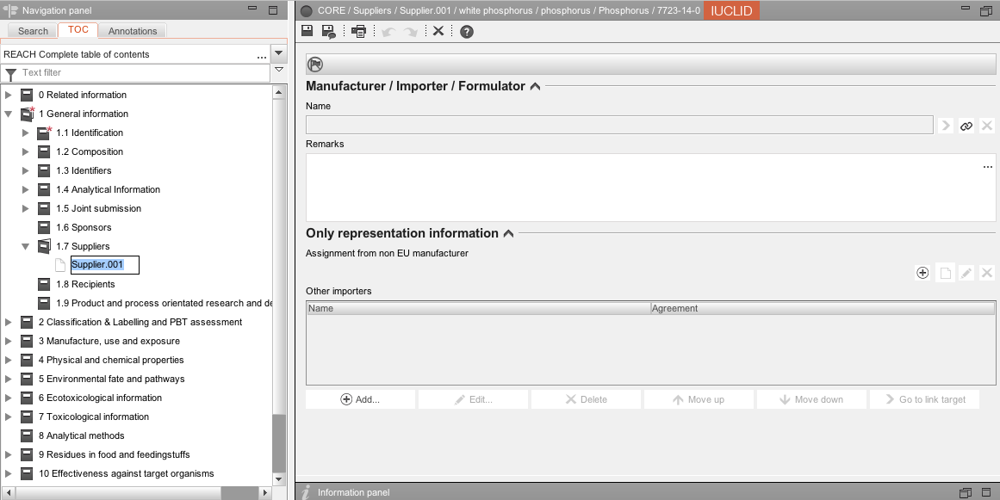 Navigation panel
Search TOC Annotations
REACH Complete table of contents ...
Text filter
0 Related information
1 General information
1.1 Identification
1.2 Composition
1.3 Identifiers
1.4 Analytical Information
1.5 Joint submission
1.6 Sponsors
1.7 Suppliers
Supplier.001
1.8 Recipients
1.9 Product and process orientated research and de
2 Classification & Labelling and PBT assessment
3 Manufacture, use and exposure
4 Physical and chemical properties
5 Environmental fate and pathways
6 Ecotoxicological information
7 Toxicological information
8 Analytical methods
9 Residues in food and feedingstuffs
10 Effectiveness against target organisms
CORE / Suppliers / Supplier.001 / white phosphorus / phosphorus / Phosphorus / 7723-14-0 IUCLID
Manufacturer / Importer / Formulator
Name
Remarks
...
Only representation information
Assignment from non EU manufacturer
Other importers
Name Agreement
Add... Edit... Delete Move up Move down Go to link target
Information panel